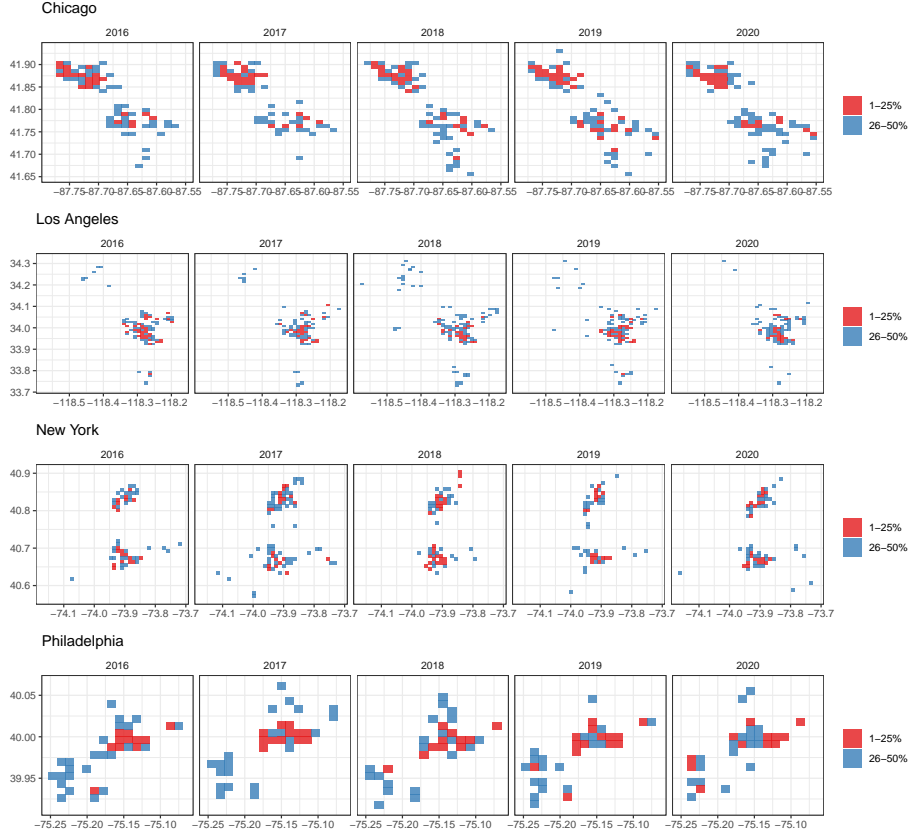 Chicago
2016 2017 2018 2019 2020
41.90
41.85
41.80
41.75
41.70
41.65
−87.75−87.70−87.65−87.60−87.55 −87.75−87.70−87.65−87.60−87.55 −87.75−87.70−87.65−87.60−87.55 −87.75−87.70−87.65−87.60−87.55 −87.75−87.70−87.65−87.60−87.55
1−25%
26−50%
Los Angeles
2016 2017 2018 2019 2020
34.3
34.2
34.1
34.0
33.9
33.8
33.7
−118.5−118.4−118.3−118.2 −118.5−118.4−118.3−118.2 −118.5−118.4−118.3−118.2 −118.5−118.4−118.3−118.2 −118.5−118.4−118.3−118.2
1−25%
26−50%
New York
2016 2017 2018 2019 2020
40.9
40.8
40.7
40.6
−74.1 −74.0 −73.9 −73.8 −73.7 −74.1 −74.0 −73.9 −73.8 −73.7 −74.1 −74.0 −73.9 −73.8 −73.7 −74.1 −74.0 −73.9 −73.8 −73.7 −74.1 −74.0 −73.9 −73.8 −73.7
1−25%
26−50%
Philadelphia
2016 2017 2018 2019 2020
40.05
40.00
39.95
−75.25 −75.20 −75.15 −75.10 −75.25 −75.20 −75.15 −75.10 −75.25 −75.20 −75.15 −75.10 −75.25 −75.20 −75.15 −75.10 −75.25 −75.20 −75.15 −75.10
1−25%
26−50%